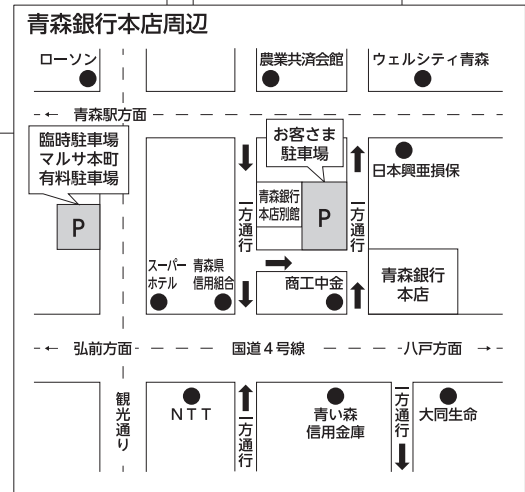 青森銀行本店周辺
ローソン
農業共済会館
ウェルシティ青森
← 青森駅方面
臨時駐車場
マルサ本町
有料駐車場
お客さま
駐車場
日本興亜損保
P
青森銀行
本店別館
P
一方通行
一方通行
スーパー
ホテル
青森県
信用組合
商工中金
青森銀行
本店
← 弘前方面
国道4号線
八戸方面 →
観光通り
NTT
一方通行
青い森
信用金庫
一方通行
大同生命